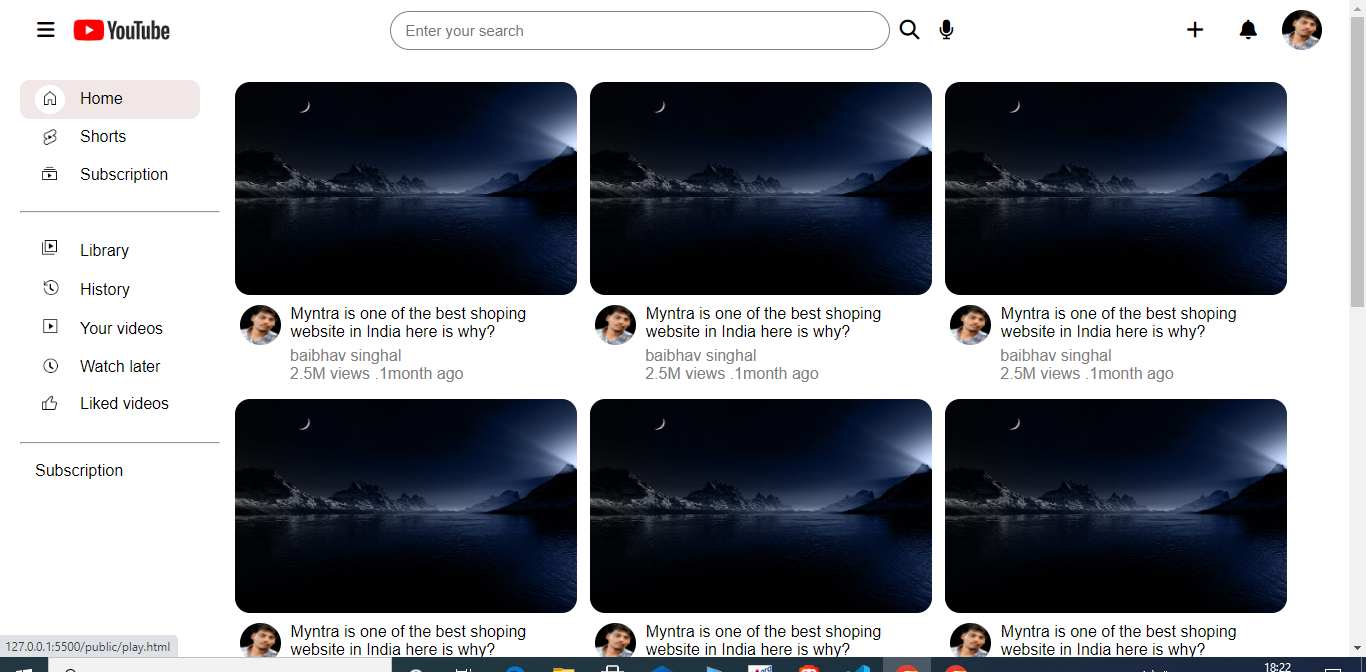 YouTube
Enter your search
Home
Shorts
Subscription
Library
History
Your videos
Watch later
Liked videos
Subscription
Myntra is one of the best shoping
website in India here is why?
baibhav singhal
2.5M views .1month ago
Myntra is one of the best shoping
website in India here is why?
baibhav singhal
2.5M views .1month ago
Myntra is one of the best shoping
website in India here is why?
baibhav singhal
2.5M views .1month ago
Myntra is one of the best shoping
website in India here is why?
Myntra is one of the best shoping
website in India here is why?
Myntra is one of the best shoping
website in India here is why?
127.0.0.1:5500/public/play.html
18:22